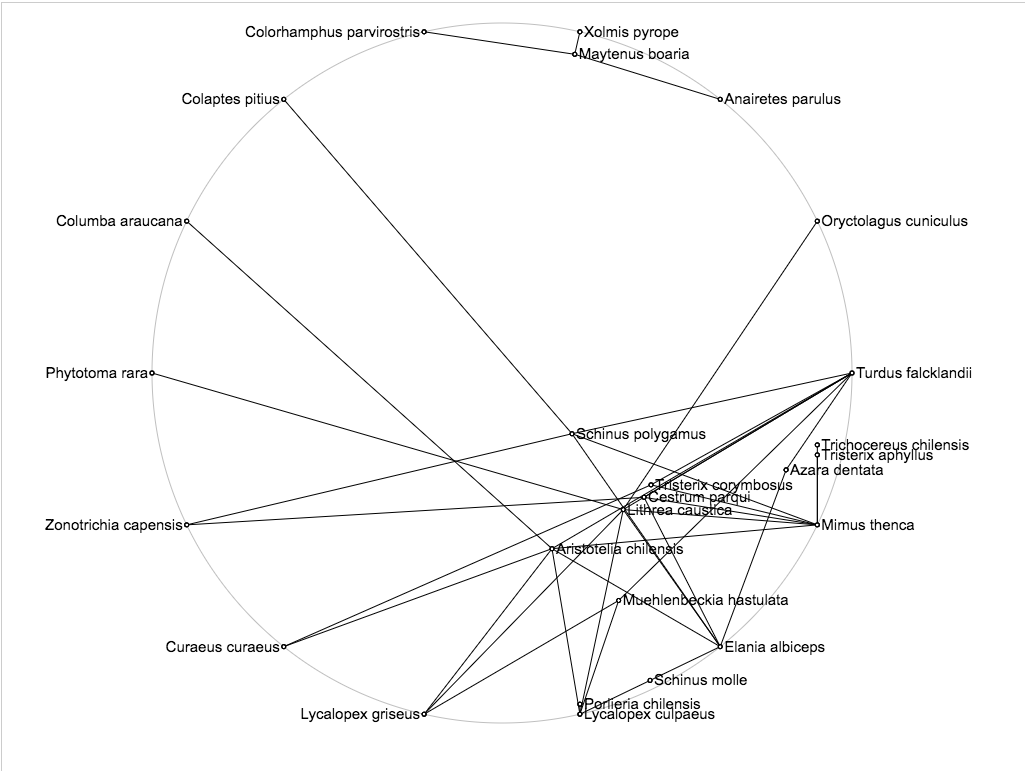 Colorhamphus parvirostris
Xolmis pyrope
Maytenus boaria
Colaptes pitius
Anairetes parulus
Columba araucana
Oryctolagus cuniculus
Phytotoma rara
Turdus falcklandii
Schinus polygamus
Trichocereus chilensis
Tristerix aphyllus
Azara dentata
Tristerix corymbosus
Cestrum parqui
Lithrea caustica
Zonotrichia capensis
Mimus thenca
Aristotelia chilensis
Muehlenbeckia hastulata
Curaeus curaeus
Elania albiceps
Schinus molle
Porlieria chilensis
Lycalopex griseus
Lycalopex culpaeus